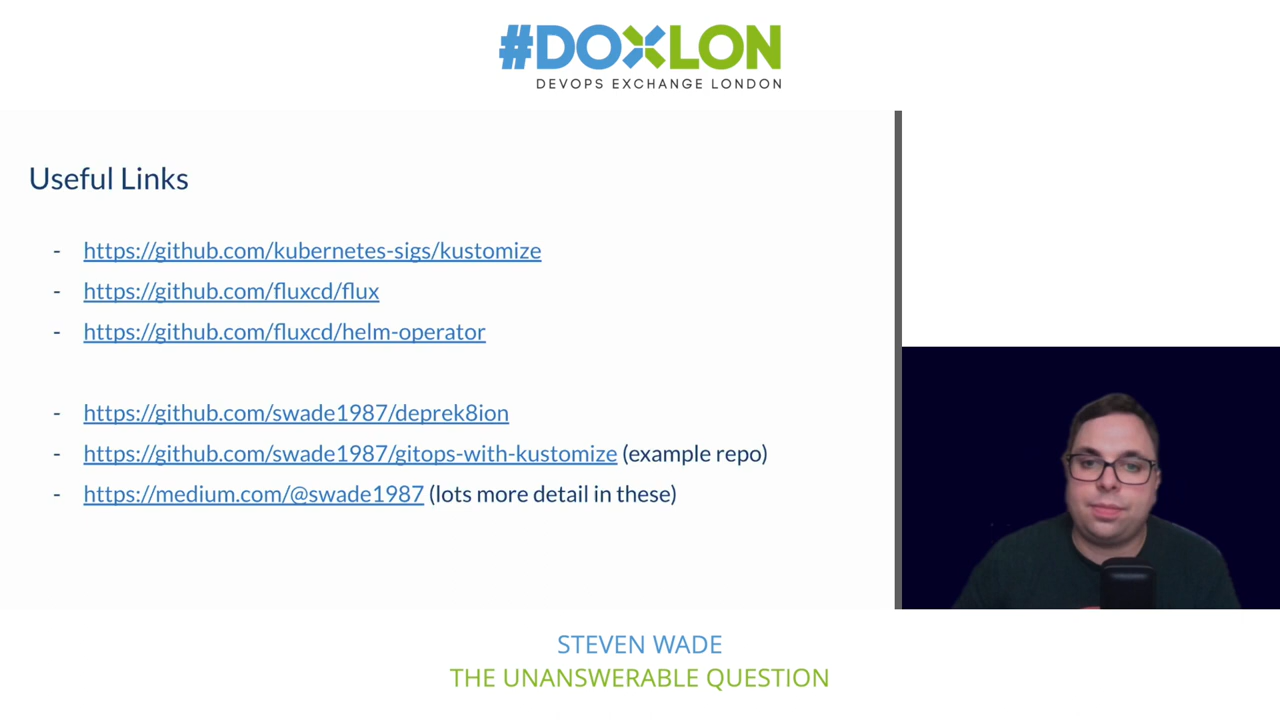 #DOXLON
DEVOPS EXCHANGE LONDON
Useful Links
- https://github.com/kubernetes-sigs/kustomize
- https://github.com/fluxcd/flux
- https://github.com/fluxcd/helm-operator
- https://github.com/swade1987/deprek8ion
- https://github.com/swade1987/gitops-with-kustomize (example repo)
- https://medium.com/@swade1987 (lots more detail in these)
STEVEN WADE
THE UNANSWERABLE QUESTION